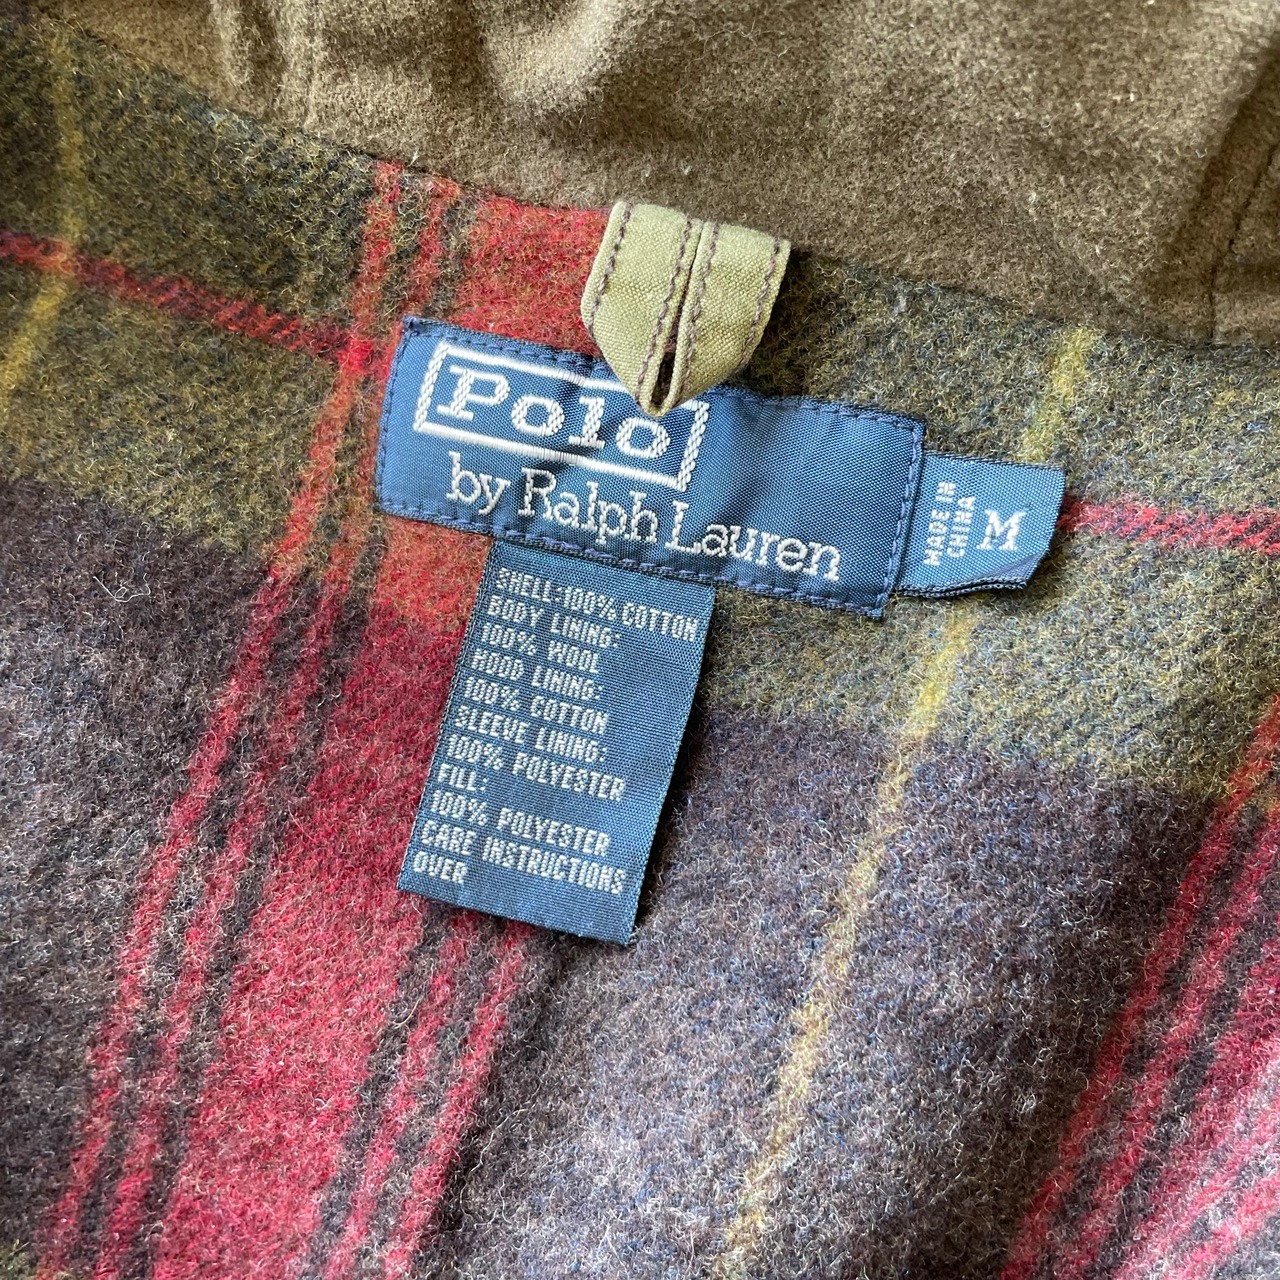 Polo
by Ralph Lauren
MADE IN
CHINA
M
SHELL:100% COTTON
BODY LINING:
100% WOOL
HOOD LINING:
100% COTTON
SLEEVE LINING:
100% POLYESTER
FILL:
100% POLYESTER
CARE INSTRUCTIONS
OVER